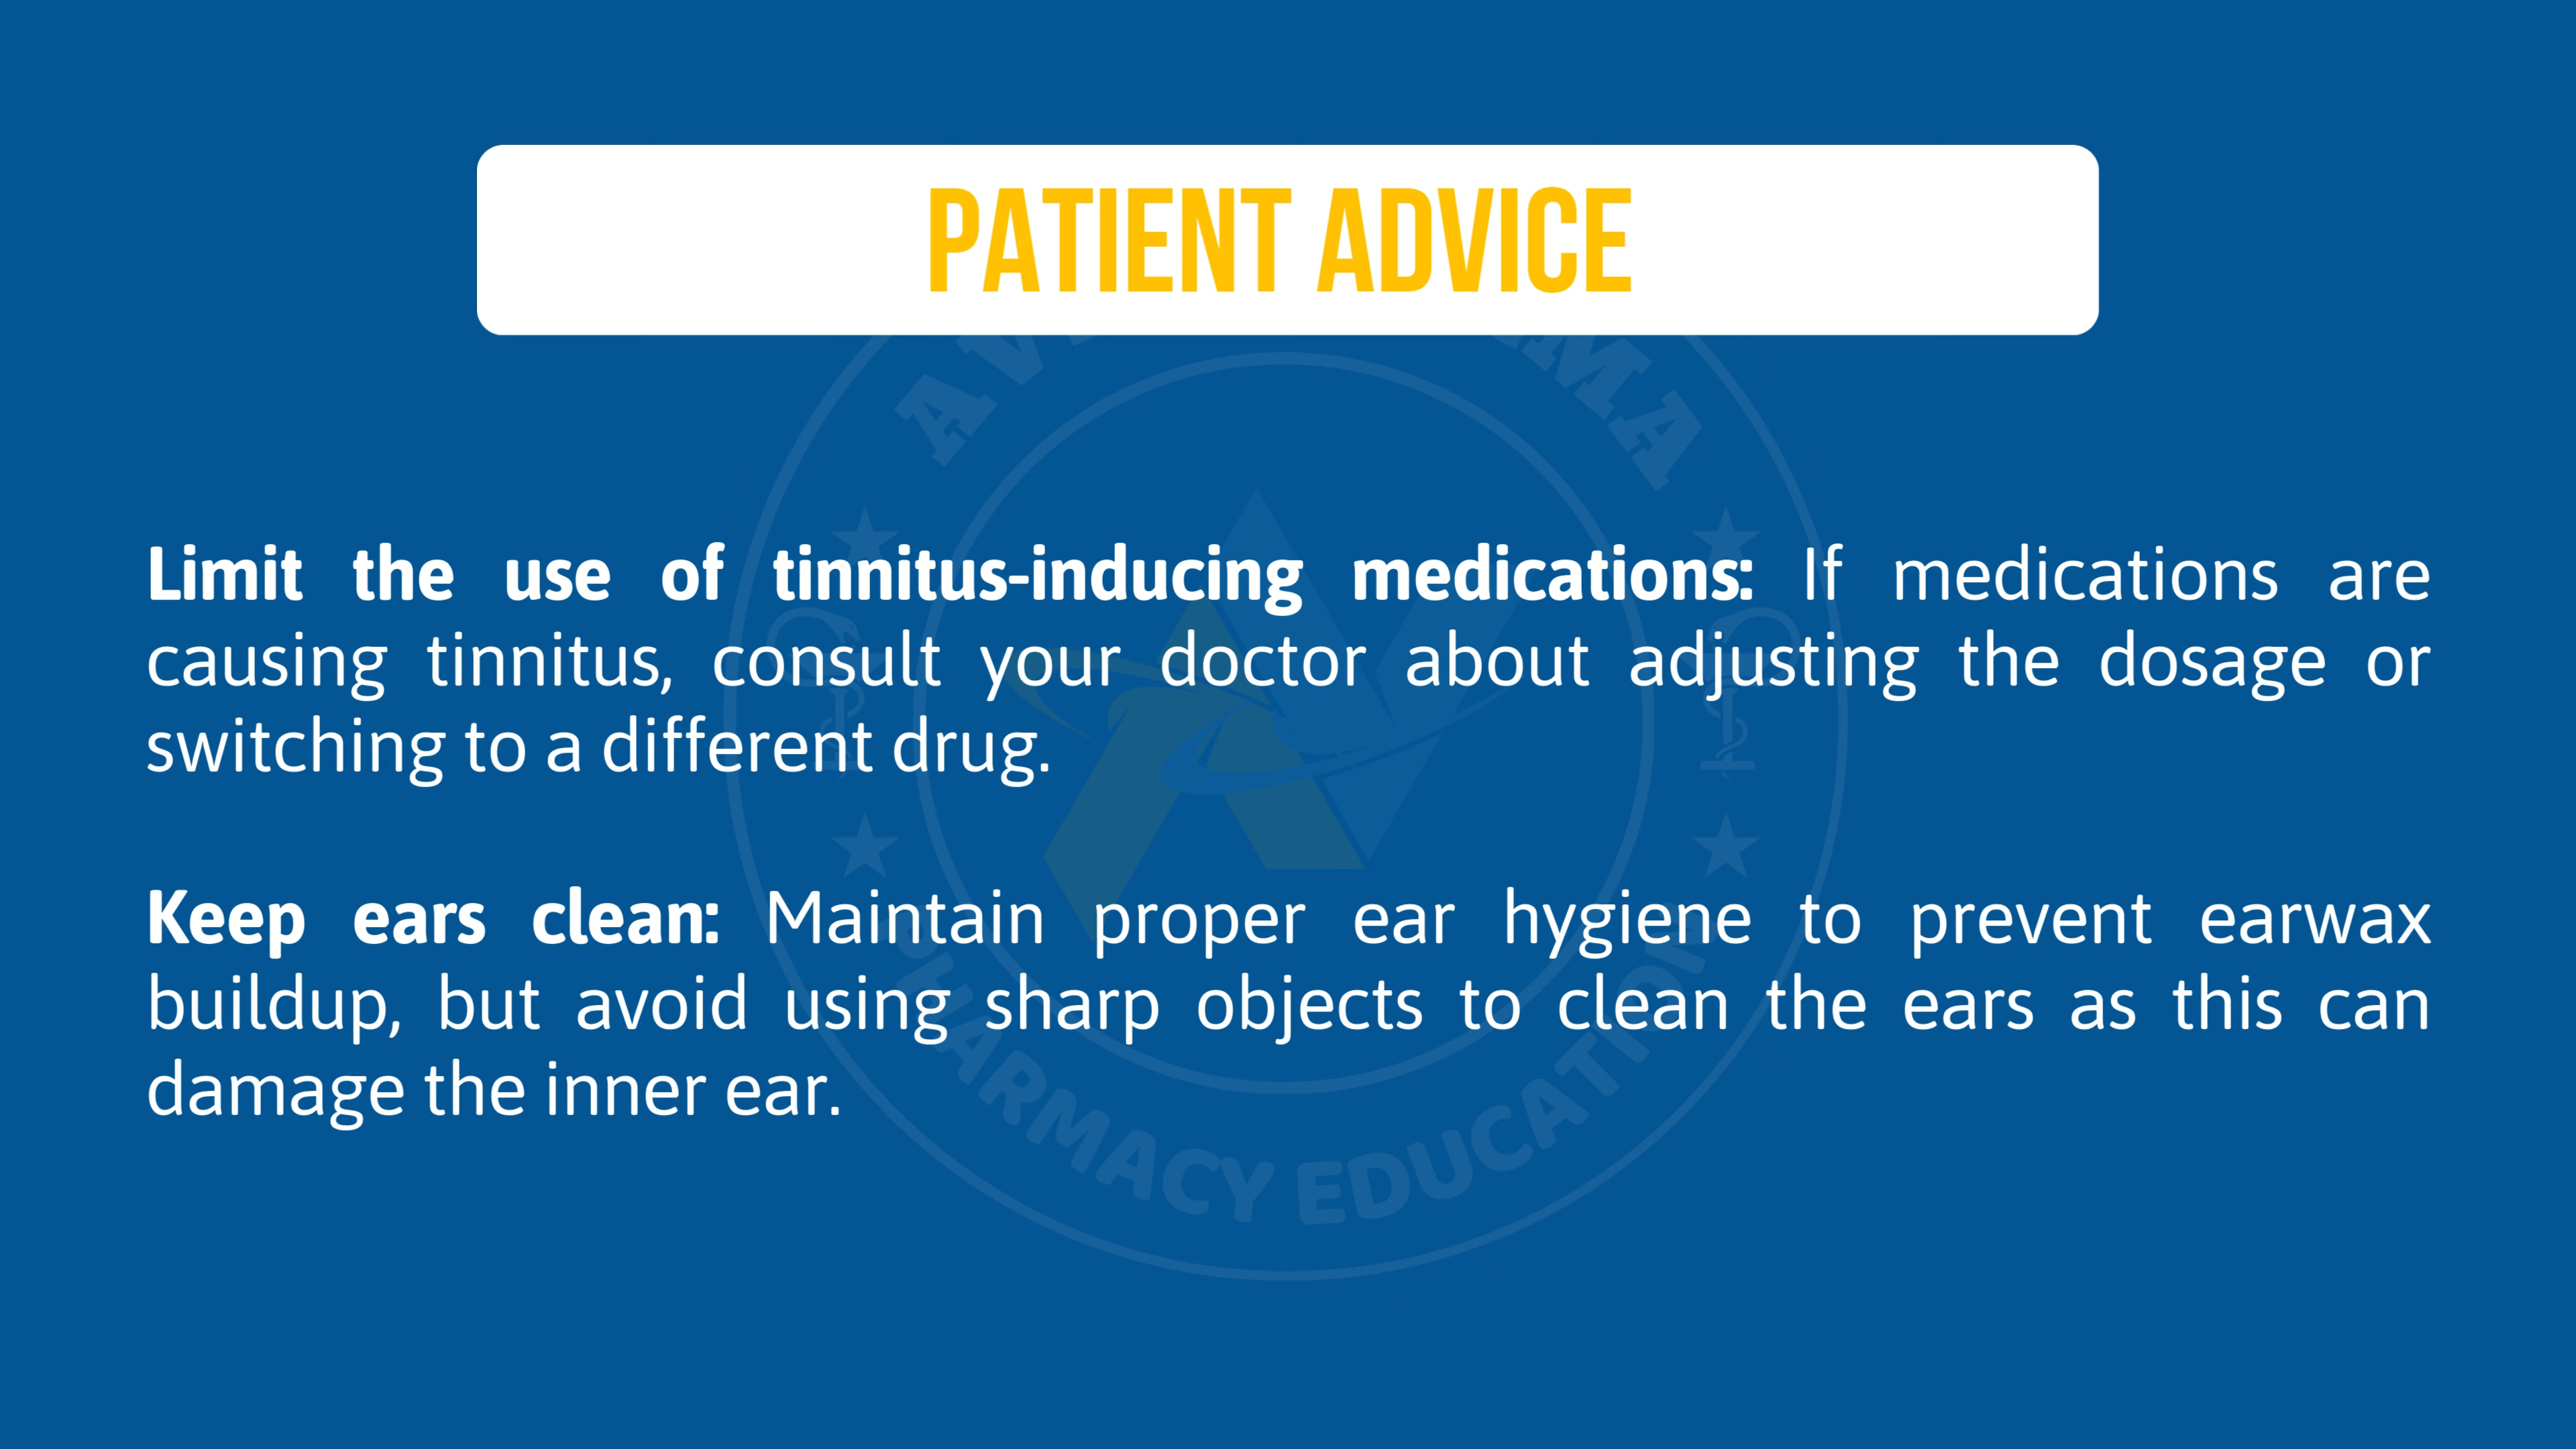 PATIENT ADVICE
Limit the use of tinnitus-inducing medications: If medications are
causing tinnitus, consult your doctor about adjusting the dosage or
switching to a different drug.
Keep ears clean: Maintain proper ear hygiene to prevent earwax
buildup, but avoid using sharp objects to clean the ears as this can
damage the inner ear.
PHARMACY EDUCATION